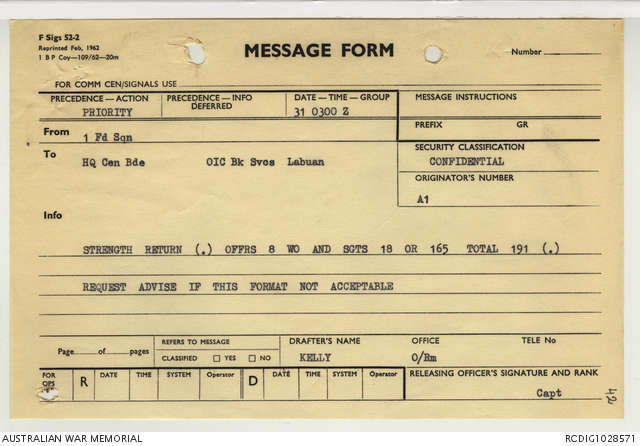 F Sigs 52-2
Reprinted Feb, 1962
1 B P Coy—109/62—20m
MESSAGE FORM
Number
FOR COMM CEN/SIGNALS USE
PRECEDENCE—ACTION PRECEDENCE—INFO DATE—TIME—GROUP MESSAGE INSTRUCTIONS
DEFERRED
PRIORITY 31 0300 Z
PREFIX GR
From 1 Fd Sqn
To SECURITY CLASSIFICATION
HQ Cen Bde OIC Bk Svcs Labuan CONFIDENTIAL
ORIGINATOR'S NUMBER
A1
Info
STRENGTH RETURN (.) OFFRS 8 WO AND SGTS 18 OR 165 TOTAL 191 (.)
REQUEST ADVISE IF THIS FORMAT NOT ACCEPTABLE
Page of pages REFERS TO MESSAGE DRAFTER'S NAME OFFICE TELE No
CLASSIFIED YES NO KELLY O/Rm
FOR OPS R DATE TIME SYSTEM Operator D DATE TIME SYSTEM Operator RELEASING OFFICER'S SIGNATURE AND RANK
Capt
42
AUSTRALIAN WAR MEMORIAL RCDIG1028571